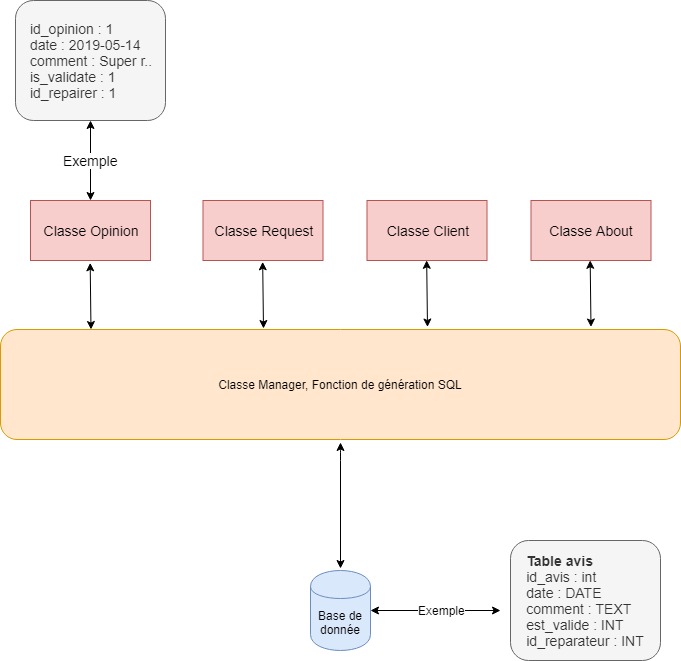 id_opinion : 1
date : 2019-05-14
comment : Super r..
is_validate : 1
id_repairer : 1
Exemple
Classe Opinion
Classe Request
Classe Client
Classe About
Classe Manager, Fonction de génération SQL
Base de
donnée
Exemple
Table avis
id_avis : int
date : DATE
comment : TEXT
est_valide : INT
id_reparateur : INT